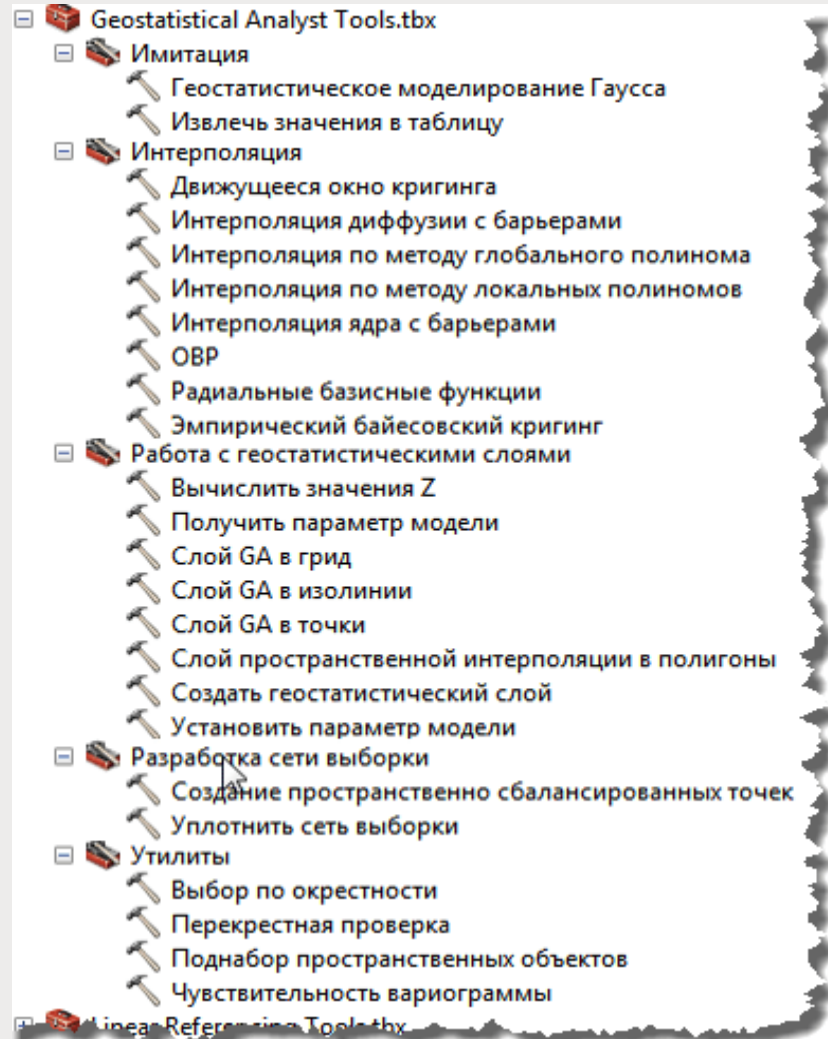 Geostatistical Analyst Tools.tbx
Имитация
Геостатистическое моделирование Гаусса
Извлечь значения в таблицу
Интерполяция
Движущееся окно кригинга
Интерполяция диффузии с барьерами
Интерполяция по методу глобального полинома
Интерполяция по методу локальных полиномов
Интерполяция ядра с барьерами
ОВР
Радиальные базисные функции
Эмпирический байесовский кригинг
Работа с геостатистическими слоями
Вычислить значения Z
Получить параметр модели
Слой GA в грид
Слой GA в изолинии
Слой GA в точки
Слой пространственной интерполяции в полигоны
Создать геостатистический слой
Установить параметр модели
Разработка сети выборки
Создание пространственно сбалансированных точек
Уплотнить сеть выборки
Утилиты
Выбор по окрестности
Перекрестная проверка
Поднабор пространственных объектов
Чувствительность вариограммы
Linear Referencing Tools.tbx